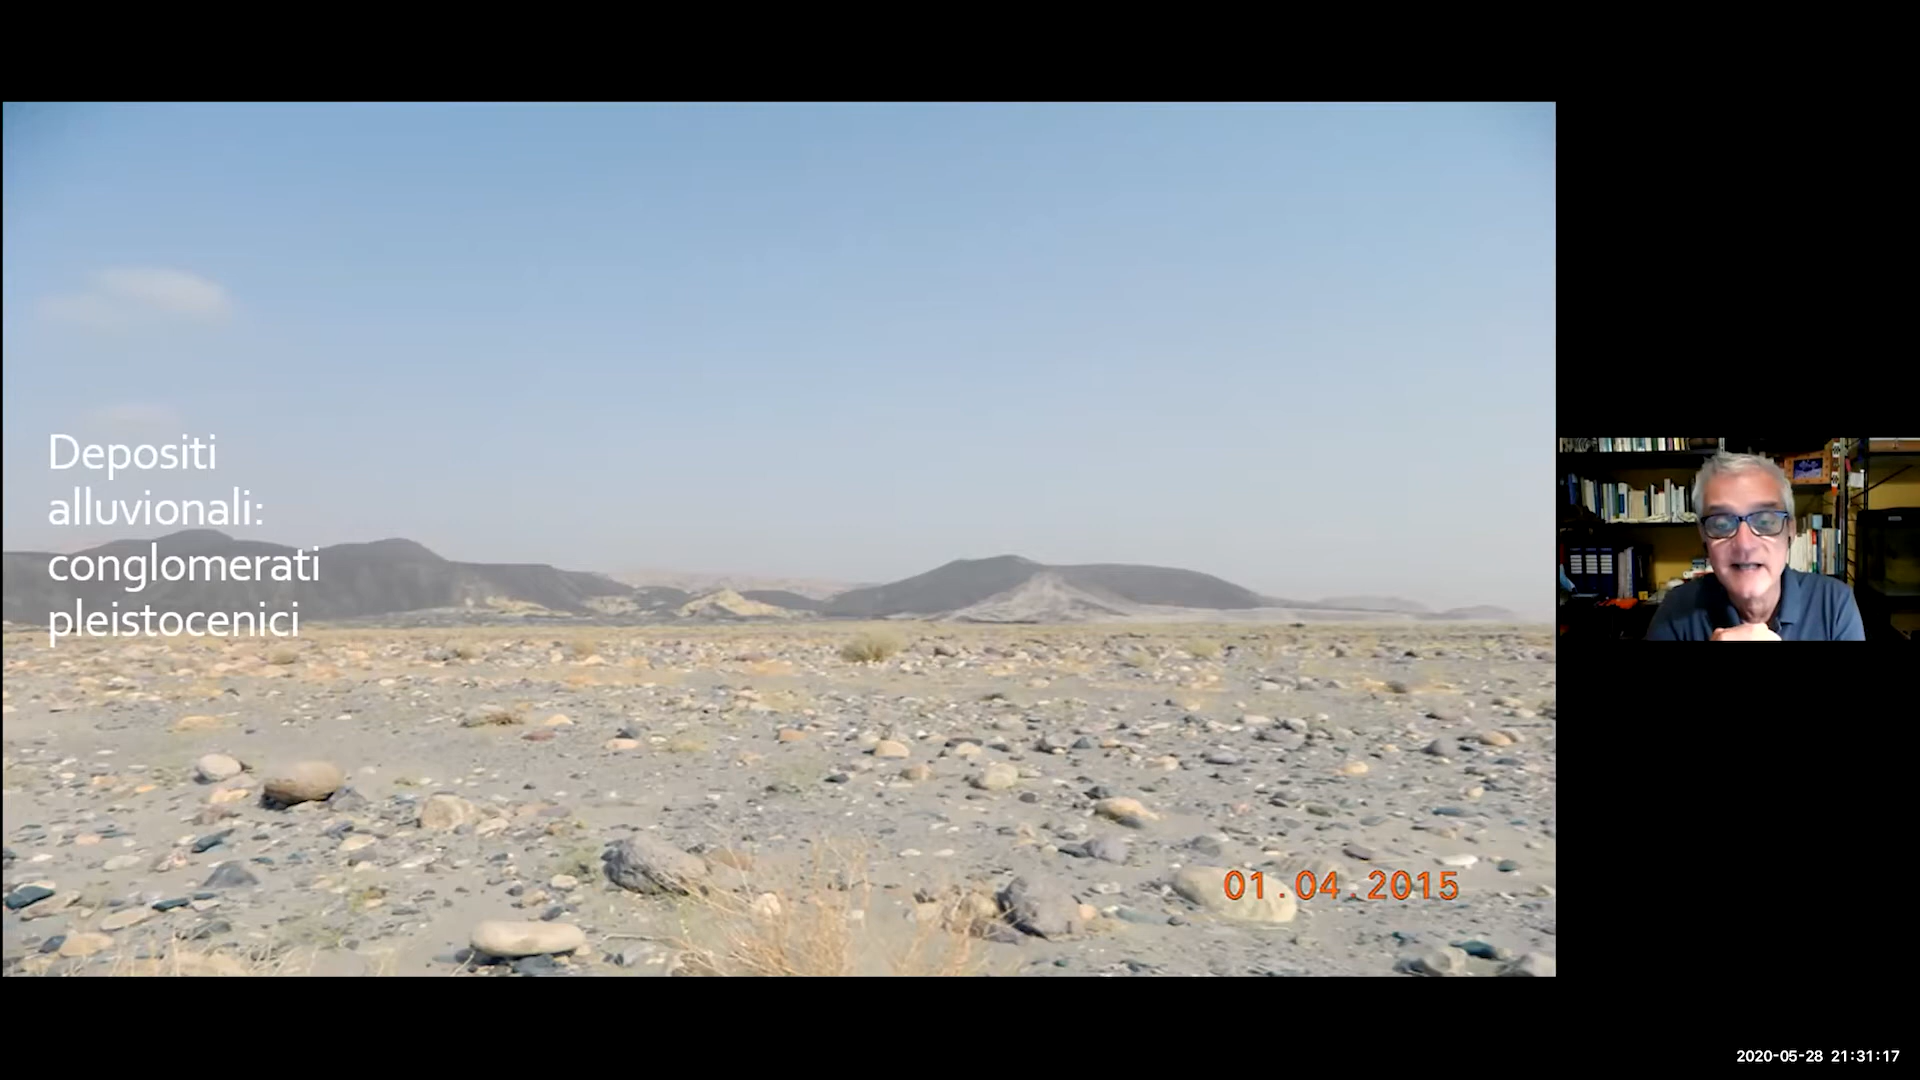 Depositi
alluvionali:
conglomerati
pleistocenici
01.04.2015
2020-05-28 21:31:17